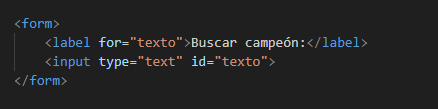 <form>
<label for="texto">Buscar campeón:</label>
<input type="text" id="texto">
</form>